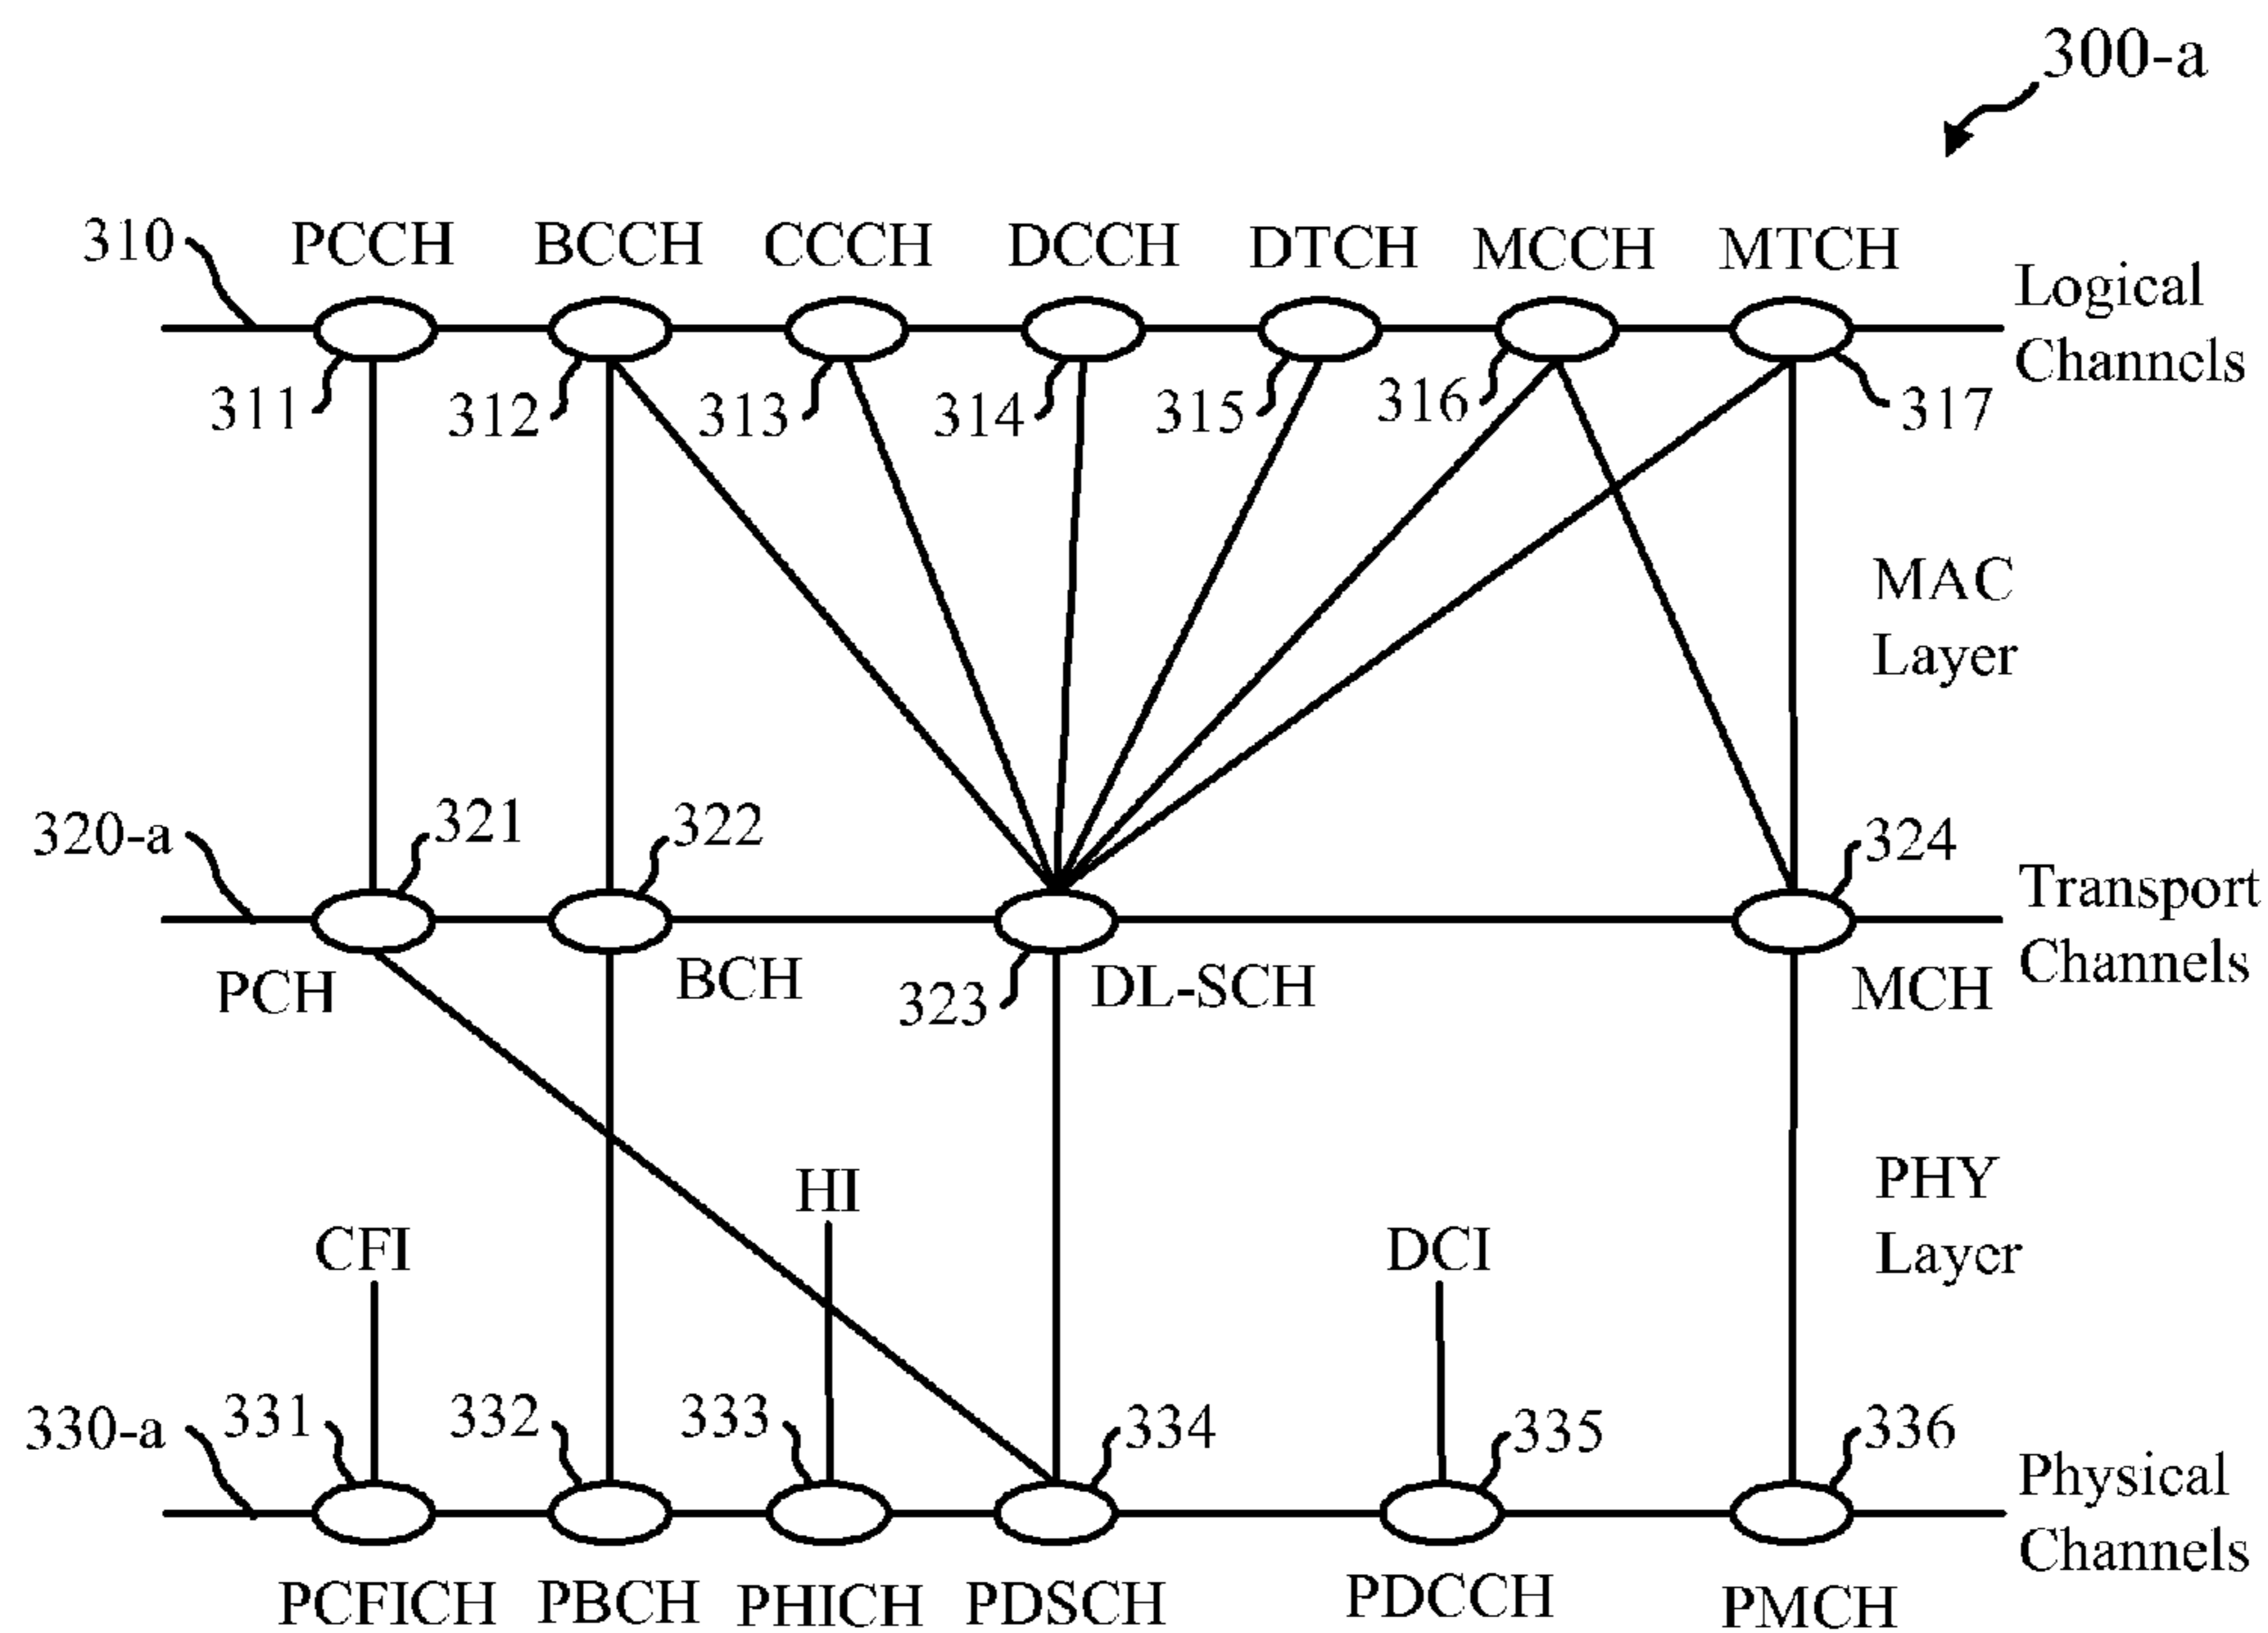 300-a
310
PCCH
BCCH
CCCH
DCCH
DTCH
MCCH
MTCH
Logical
Channels
311
312
313
314
315
316
317
MAC
Layer
320-a
321
322
324
Transport
Channels
PCH
BCH
323
DL-SCH
MCH
HI
CFI
DCI
PHY
Layer
330-a
331
332
333
334
335
336
Physical
Channels
PCFICH
PBCH
PHICH
PDSCH
PDCCH
PMCH